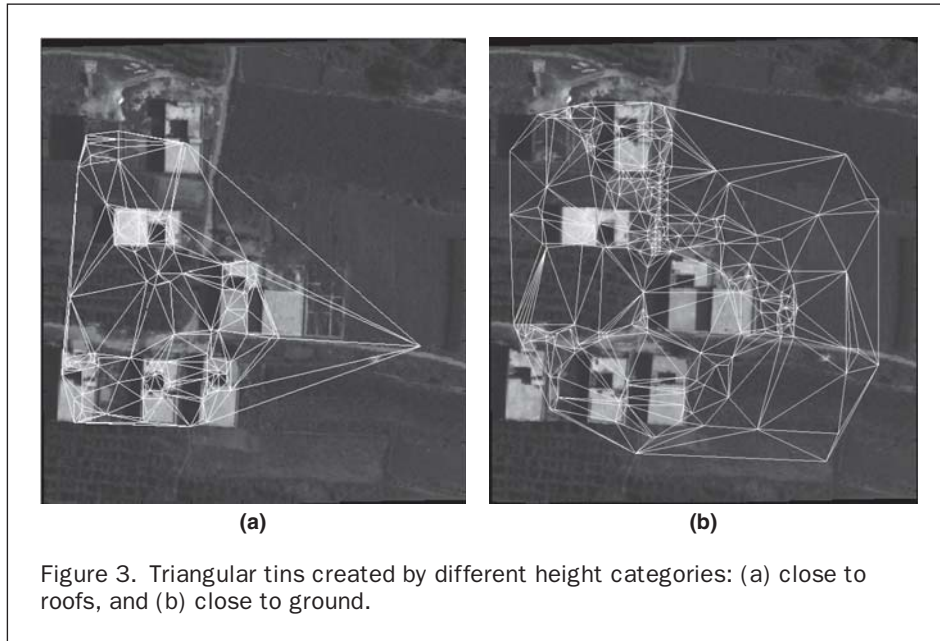 (a)
(b)
Figure 3. Triangular tins created by different height categories: (a) close to
roofs, and (b) close to ground.